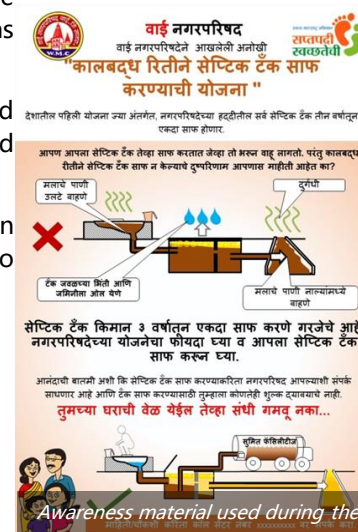 e
as
d
d
n
o
W.M.C
वाई नगरपरिषद
सप्तपदी
स्वच्छतेची
वाई नगरपरिषदेने आखलेली अनोखी
"कालबद्ध रितीने सेप्टिक टँक साफ
करण्याची योजना "
देशातील पहिली योजना ज्या अंतर्गत, नगरपरिषदेच्या हद्दीतील सर्व सेप्टिक टँक तीन वर्षातून
एकदा साफ होणार.
आपण आपला सेप्टिक टँक तेव्हा साफ करतात जेव्हा तो भरून वाहू लागतो. परंतु कालबद्ध
रीतीने सेप्टिक टँक साफ न केल्याचे दुष्परिणाम आपणास माहीती आहेत का?
मलाचे पाणी
उलटे वाहणे
दुर्गंधी
टँक जवळच्या भिंती आणि
जमिनीला ओल येणे
मलाचे पाणी नाल्यांमध्ये
वाहणे
सेप्टिक टँक किमान ३ वर्षातून एकदा साफ करणे गरजेचे आहे
नगरपरिषदेच्या योजनेचा फायदा घ्या व आपला सेप्टिक टँक
साफ करून घ्या.
आनंदाची बातमी अशी कि सेप्टिक टँक साफ करण्याकरिता नगरपरिषद आपल्याशी संपर्क
साधणार आहे आणि टँक साफ करण्यासाठी तुम्हाला कोणतेही शुल्क द्यावयाचे नाही.
तुमच्या घराची वेळ येईल तेव्हा संधी गमवू नका...
सुमित फॅसिलीटीज
Awareness material used during the